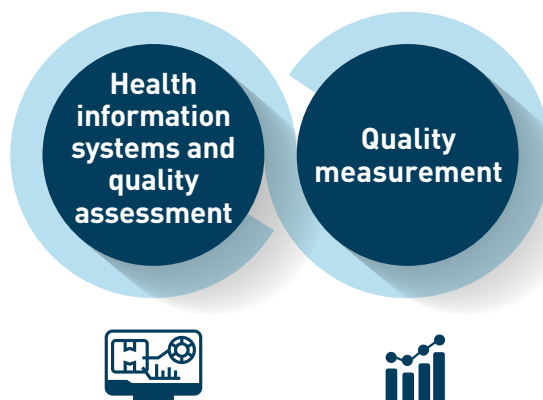 Health
information
systems and
quality
assessment
Quality
measurement